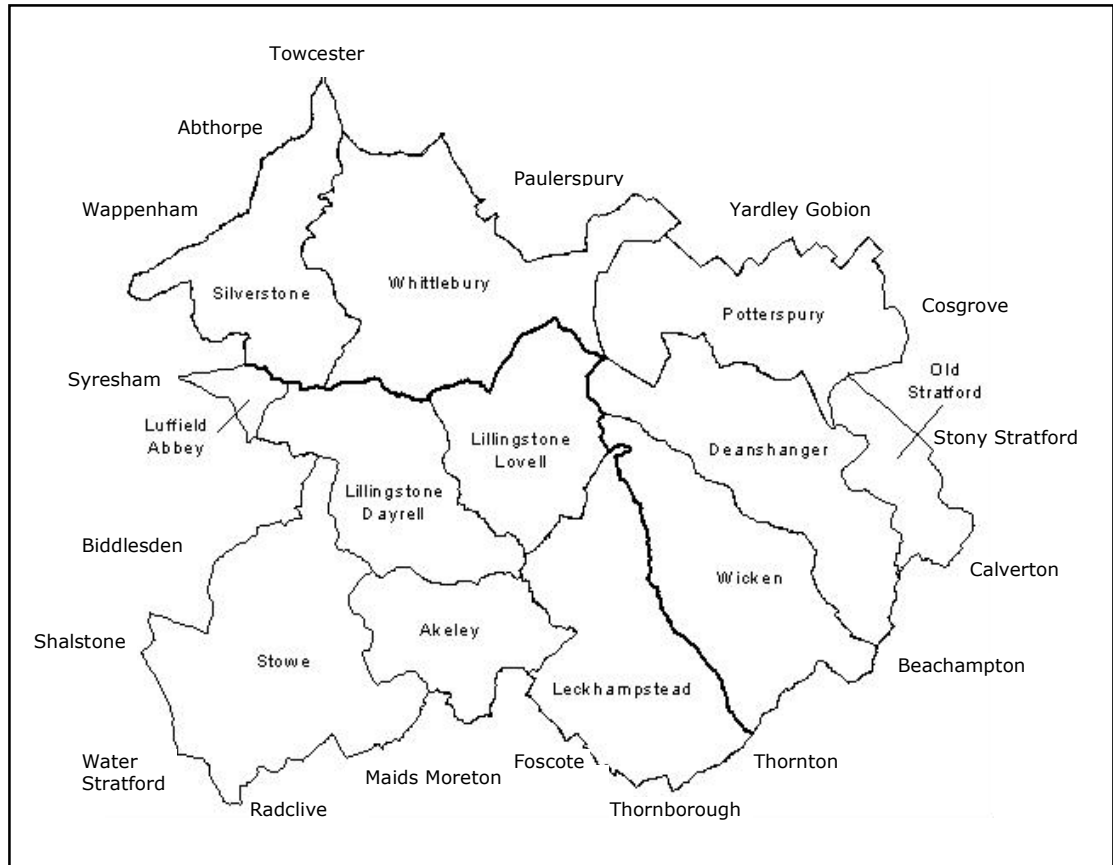 Towcester
Abthorpe
Paulerspury
Wappenham
Yardley Gobion
Whittlebury
Silverstone
Cosgrove
Potterspury
Old
Stratford
Syresham
Luffield
Abbey
Lillingstone
Lovell
Deanshanger
Stony Stratford
Lillingstone
Dayrell
Biddlesden
Wicken
Calverton
Akeley
Shalstone
Stowe
Beachampton
Leckhampstead
Water
Stratford
Foscote
Thornton
Maids Moreton
Radclive
Thornborough